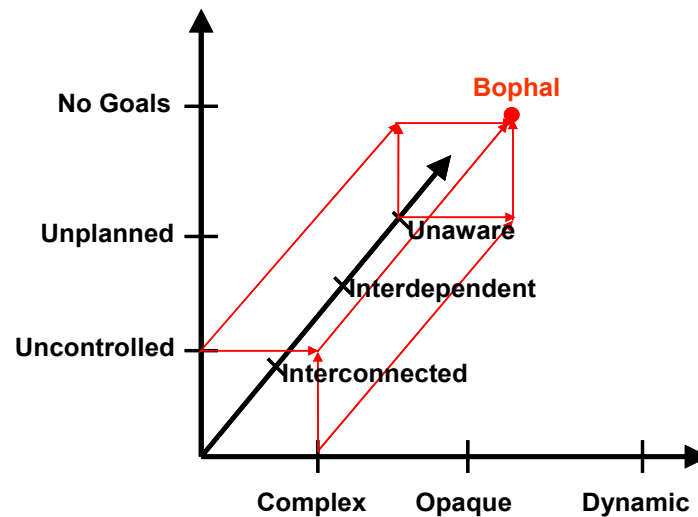 Bophal
No Goals
Unplanned
Unaware
Interdependent
Uncontrolled
Interconnected
Complex
Opaque
Dynamic